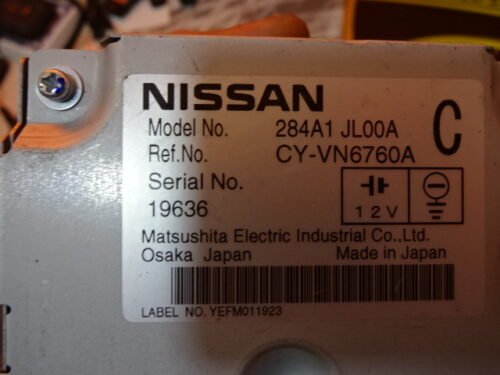 NISSAN
Model No. 284A1 JL00A C
Ref.No. CY-VN6760A
Serial No.
19636
12V
Matsushita Electric Industrial Co.,Ltd.
Osaka Japan Made in Japan
LABEL NO. YEFM011923